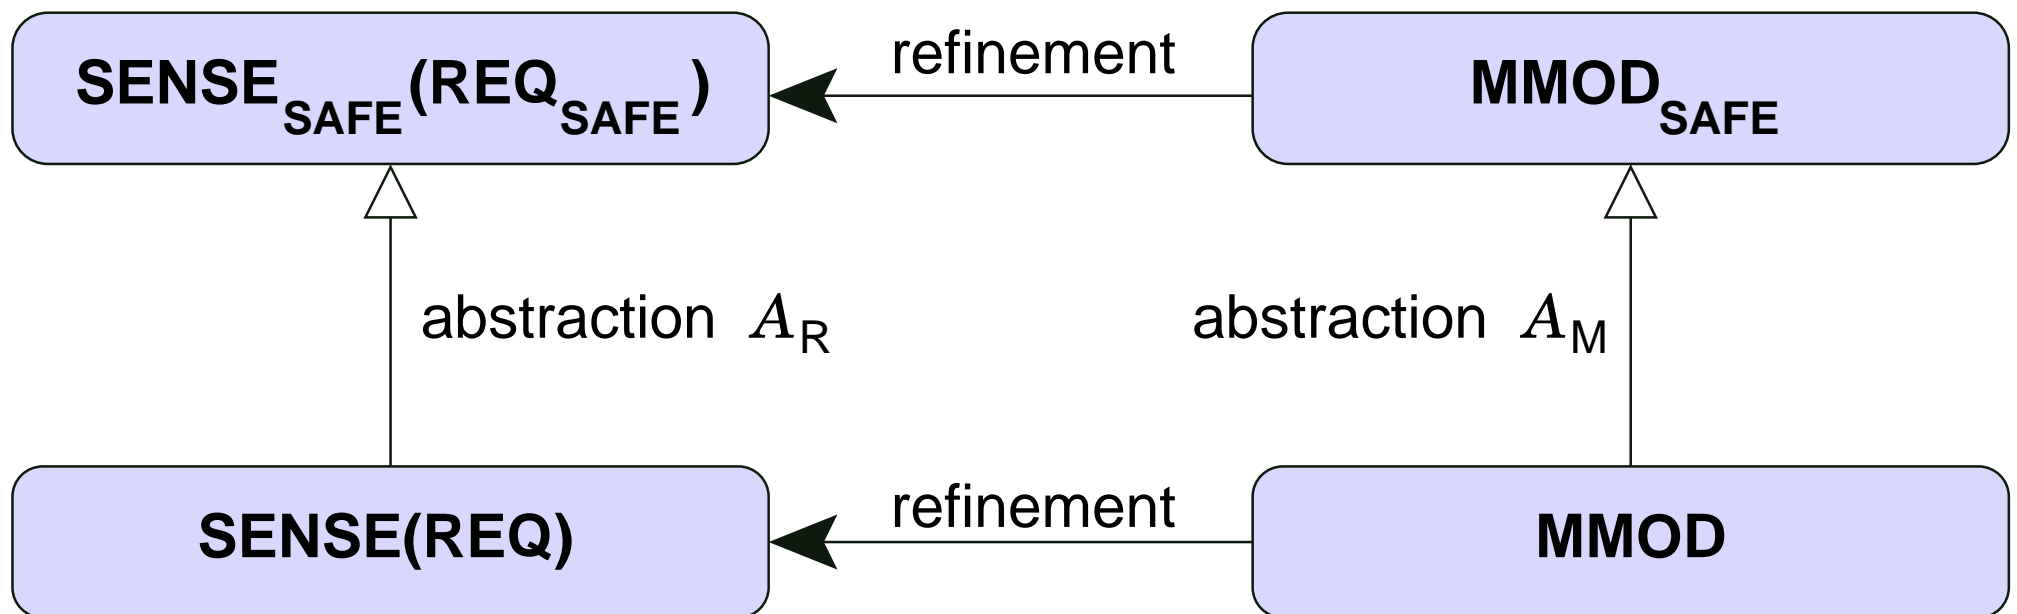 SENSE_SAFE(REQ_SAFE)
refinement
MMOD_SAFE
abstraction A_R
abstraction A_M
SENSE(REQ)
refinement
MMOD